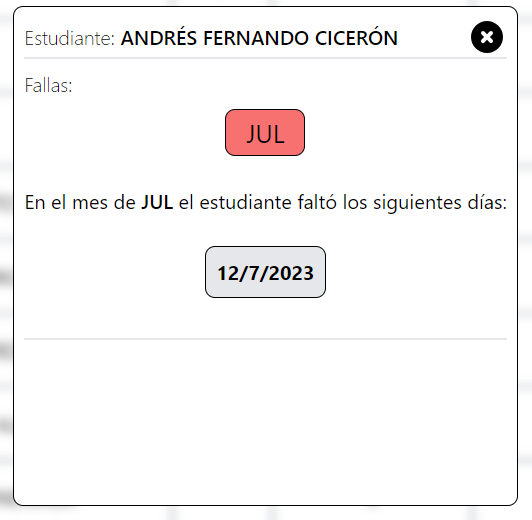 Estudiante: ANDRÉS FERNANDO CICERÓN
Fallas:
JUL
En el mes de JUL el estudiante faltó los siguientes días:
12/7/2023